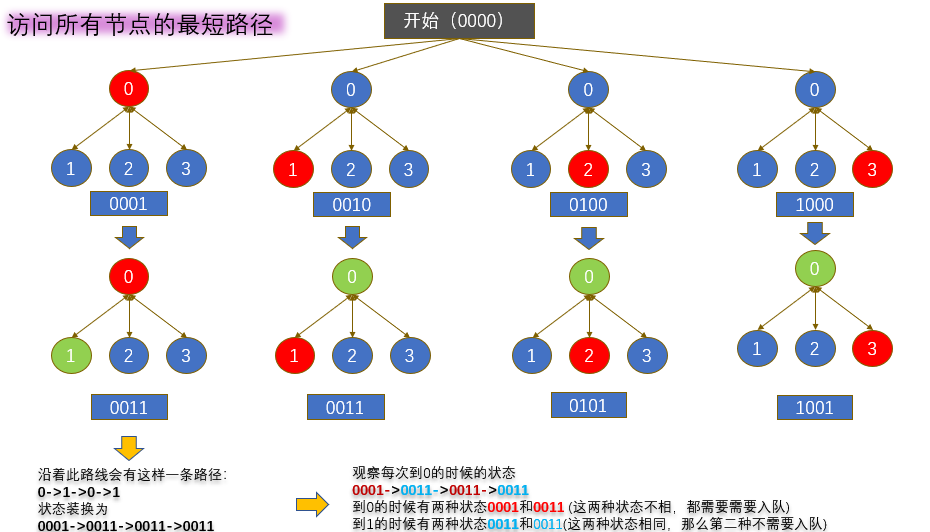 访问所有节点的最短路径
开始（0000）
0 0 0 0
1 2 3 1 2 3 1 2 3 1 2 3
0001 0010 0100 1000
0 0 0 0
1 2 3 1 2 3 1 2 3 1 2 3
0011 0011 0101 1001
沿着此路线会有这样一条路径：
0->1->0->1
状态装换为
0001->0011->0011->0011
观察每次到0的时候的状态
0001->0011->0011->0011
到0的时候有两种状态0001和0011 (这两种状态不相，都需要需要入队)
到1的时候有两种状态0011和0011(这两种状态相同，那么第二种不需要入队)